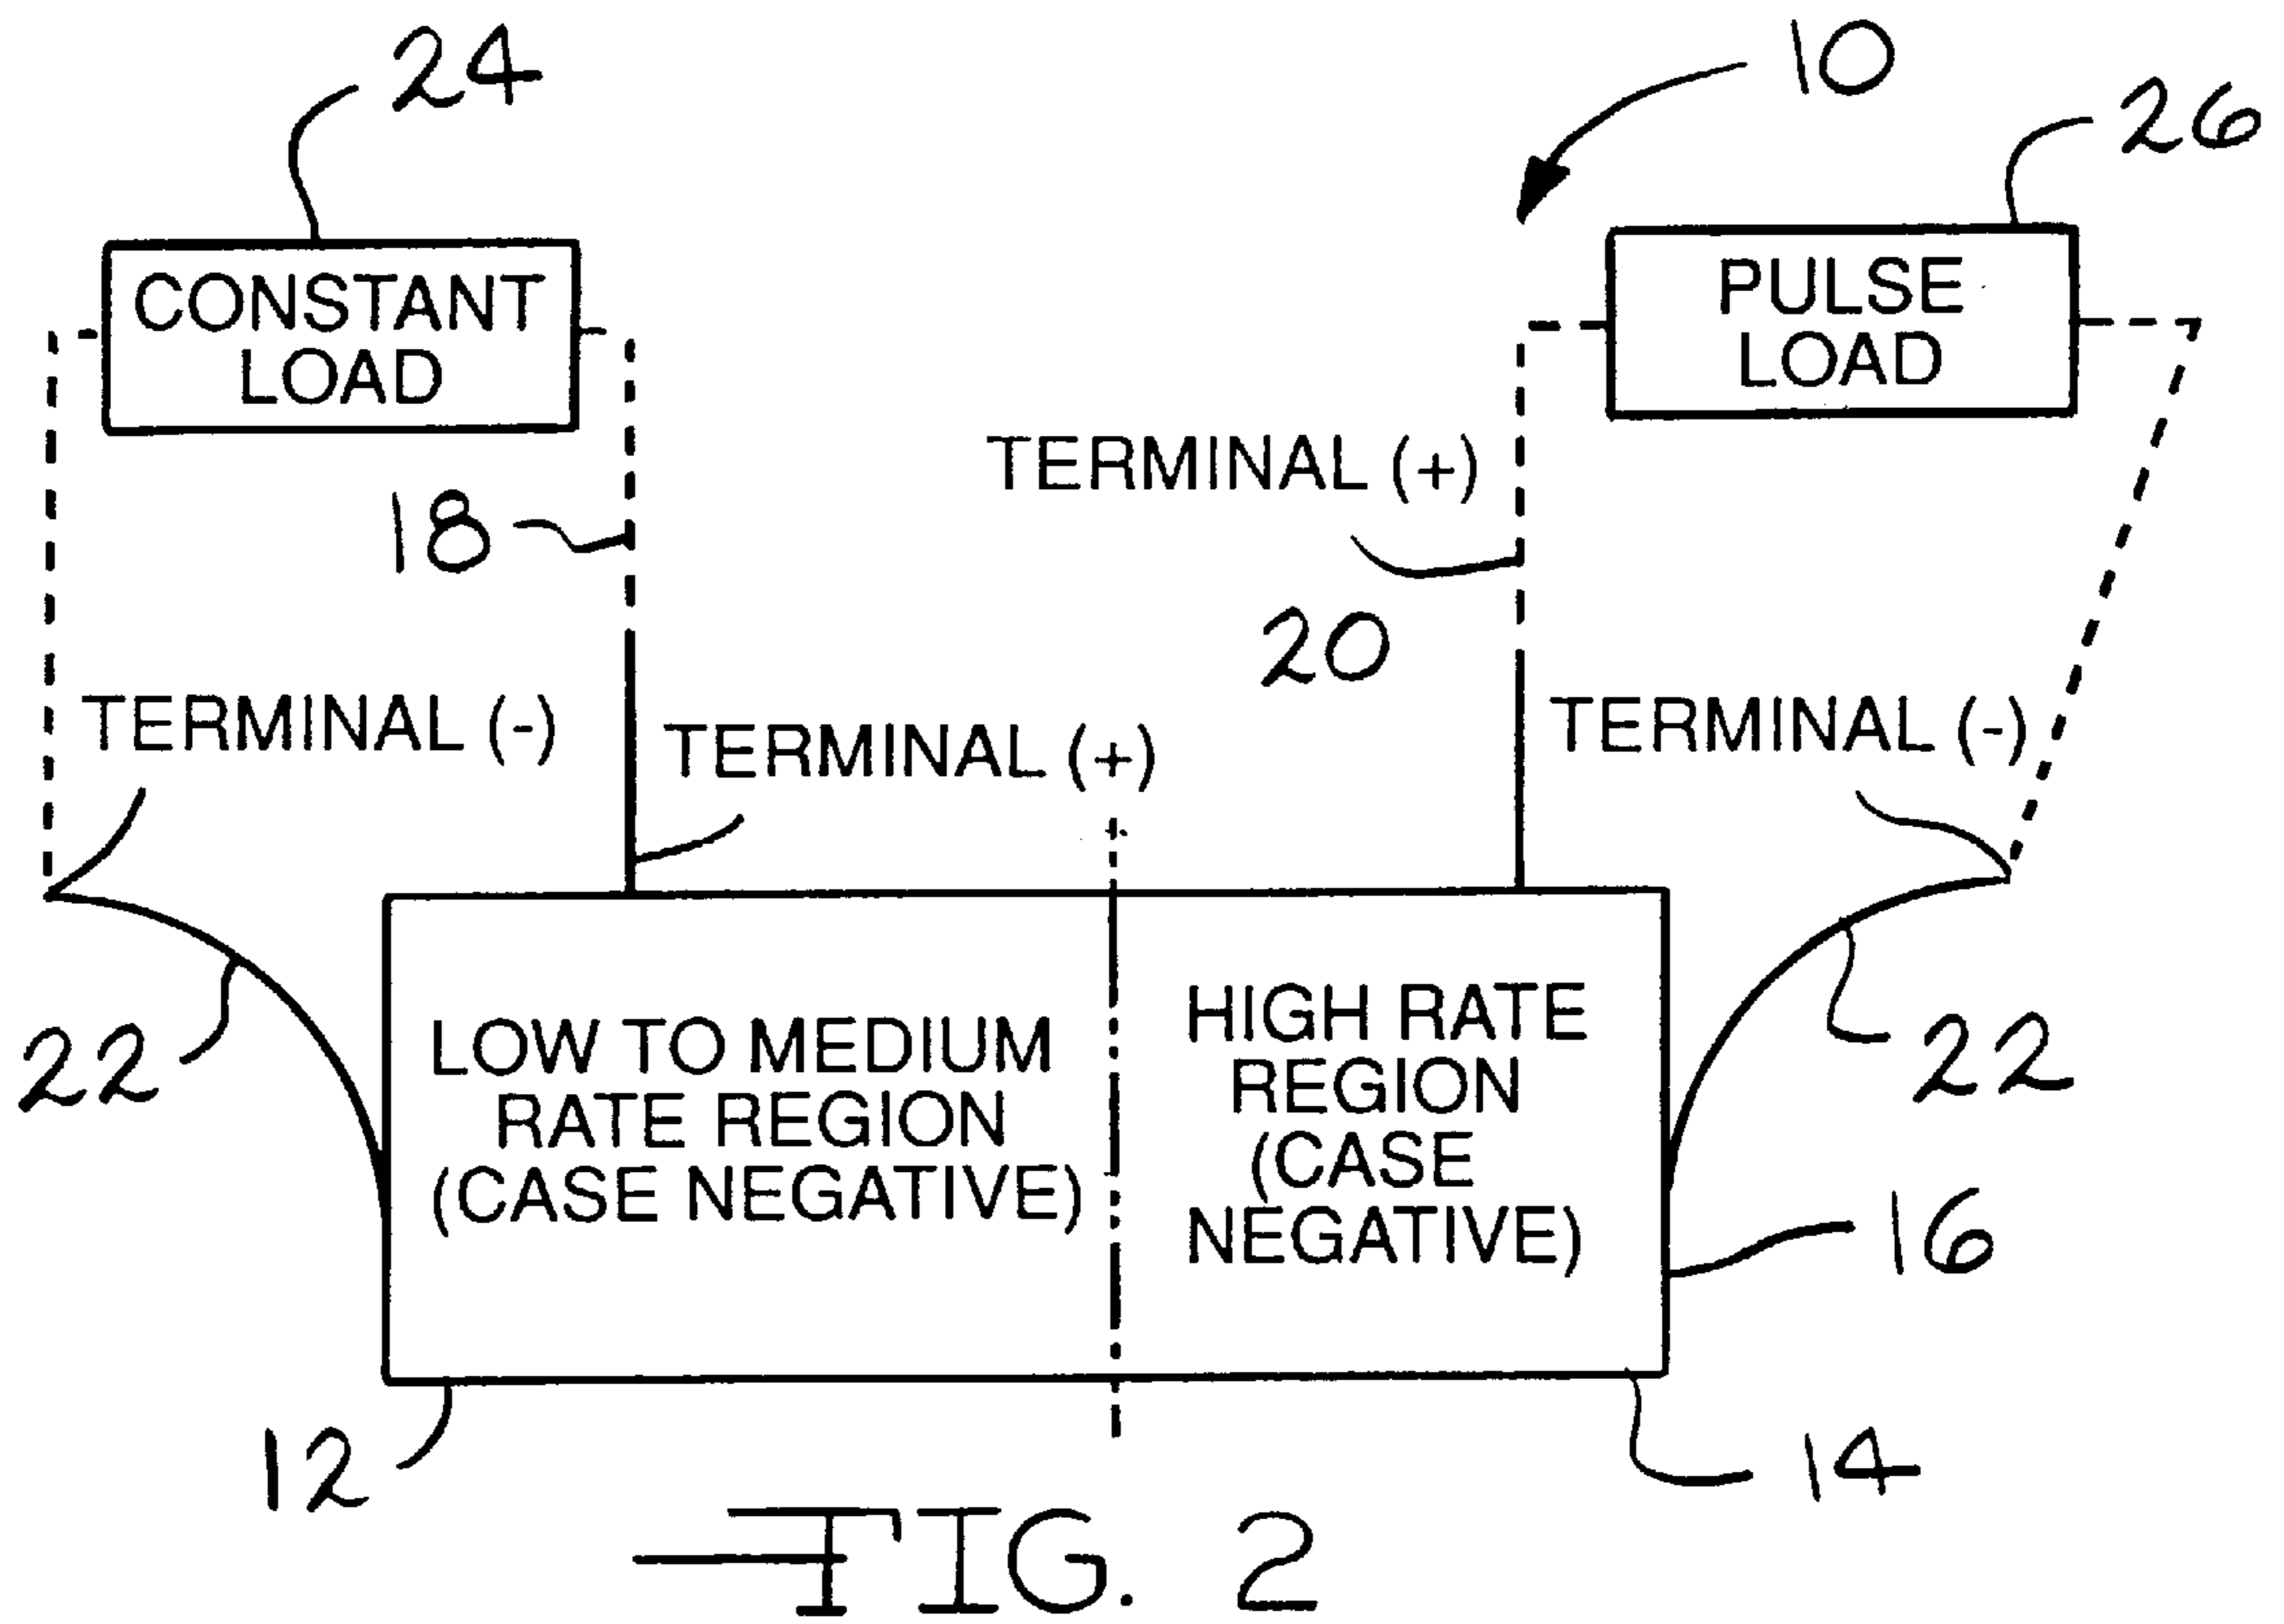 24
10
26
CONSTANT
LOAD
PULSE
LOAD
TERMINAL (+)
18
20
TERMINAL (-)
TERMINAL (+)
TERMINAL (-)
LOW TO MEDIUM
RATE REGION
(CASE NEGATIVE)
HIGH RATE
REGION
(CASE
NEGATIVE)
22
22
16
12
14
FIG. 2